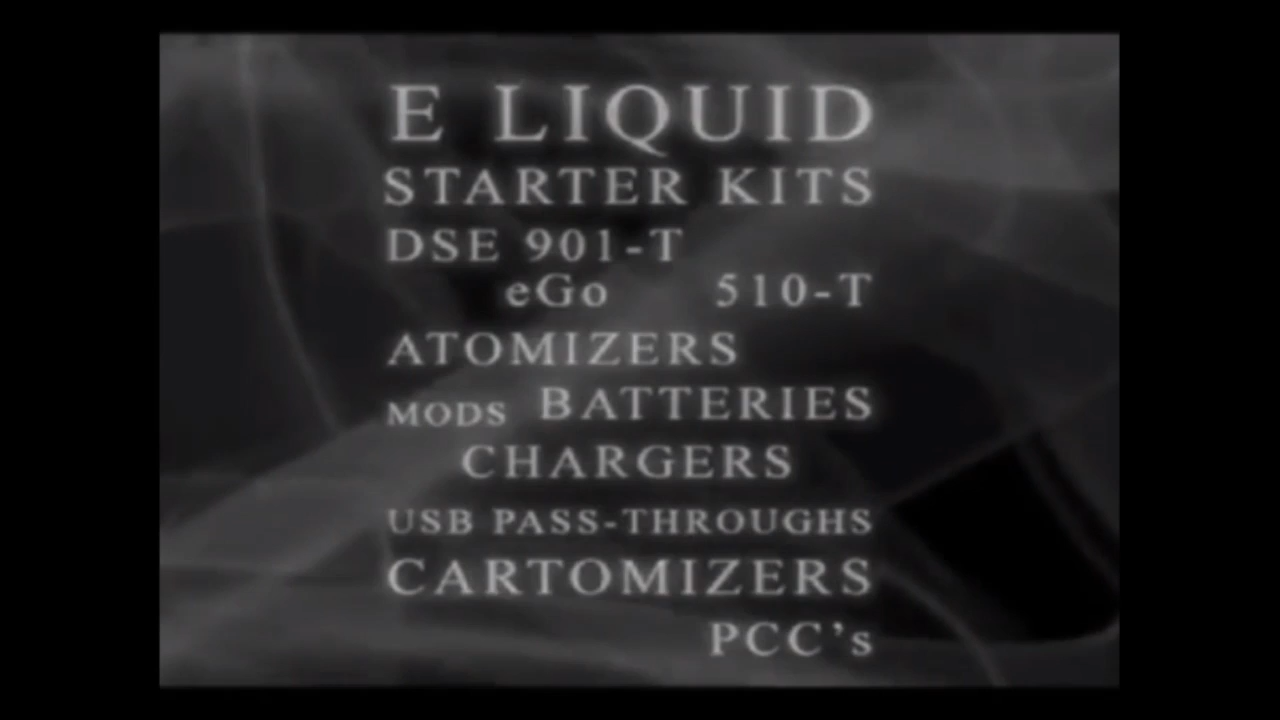 E LIQUID
STARTER KITS
DSE 901-T
eGo 510-T
ATOMIZERS
MODS BATTERIES
CHARGERS
USB PASS-THROUGHS
CARTOMIZERS
PCC's